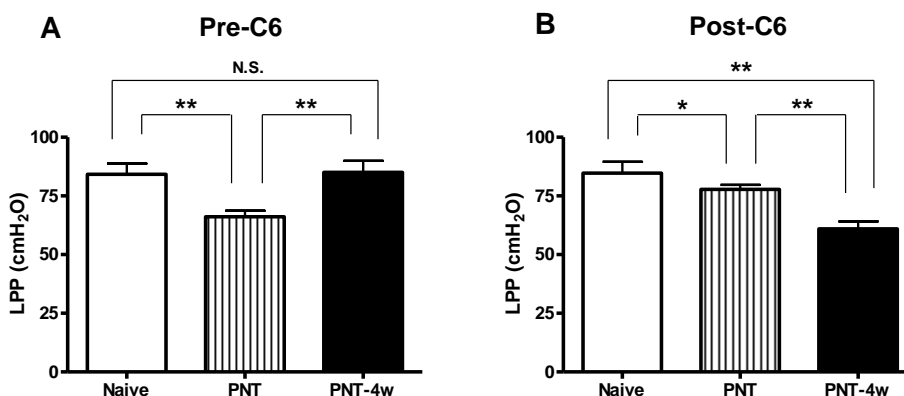 A
Pre-C6
N.S.
** **
LPP (cmH₂O)
100
75
50
25
0
Naive PNT PNT-4w
B
Post-C6
**
* **
LPP (cmH₂O)
100
75
50
25
0
Naive PNT PNT-4w